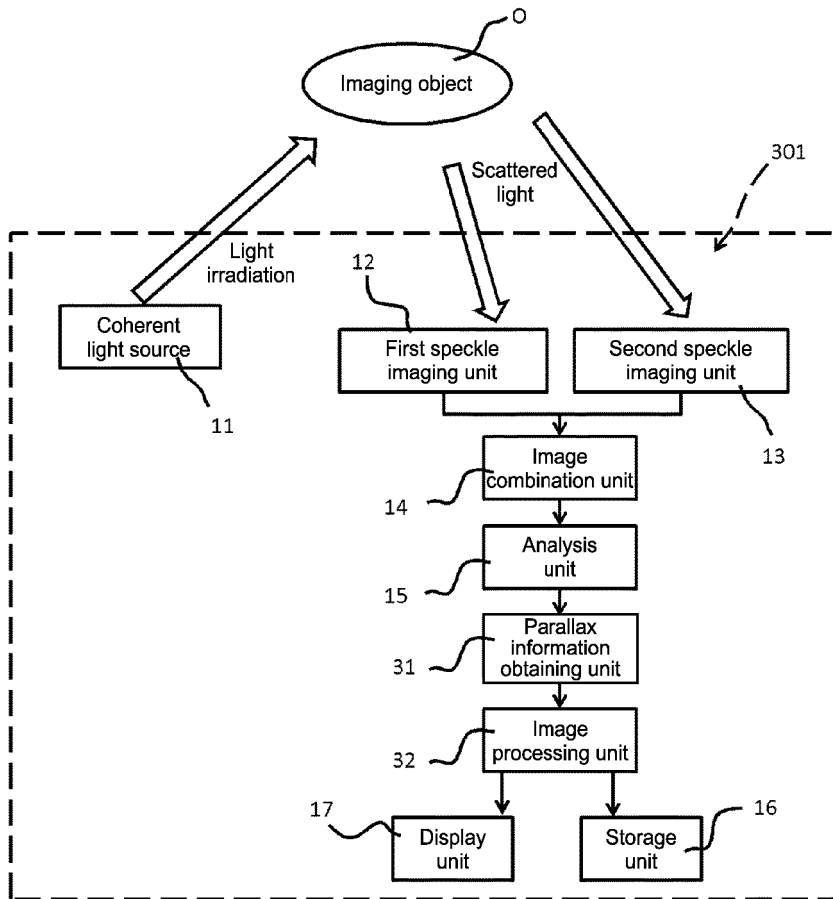 O
Imaging object
301
Scattered
light
Light
irradiation
12
Coherent
light source
First speckle
imaging unit
Second speckle
imaging unit
11
13
Image
combination unit
14
Analysis
unit
15
Parallax
information
obtaining unit
31
Image
processing unit
32
17
16
Display
unit
Storage
unit